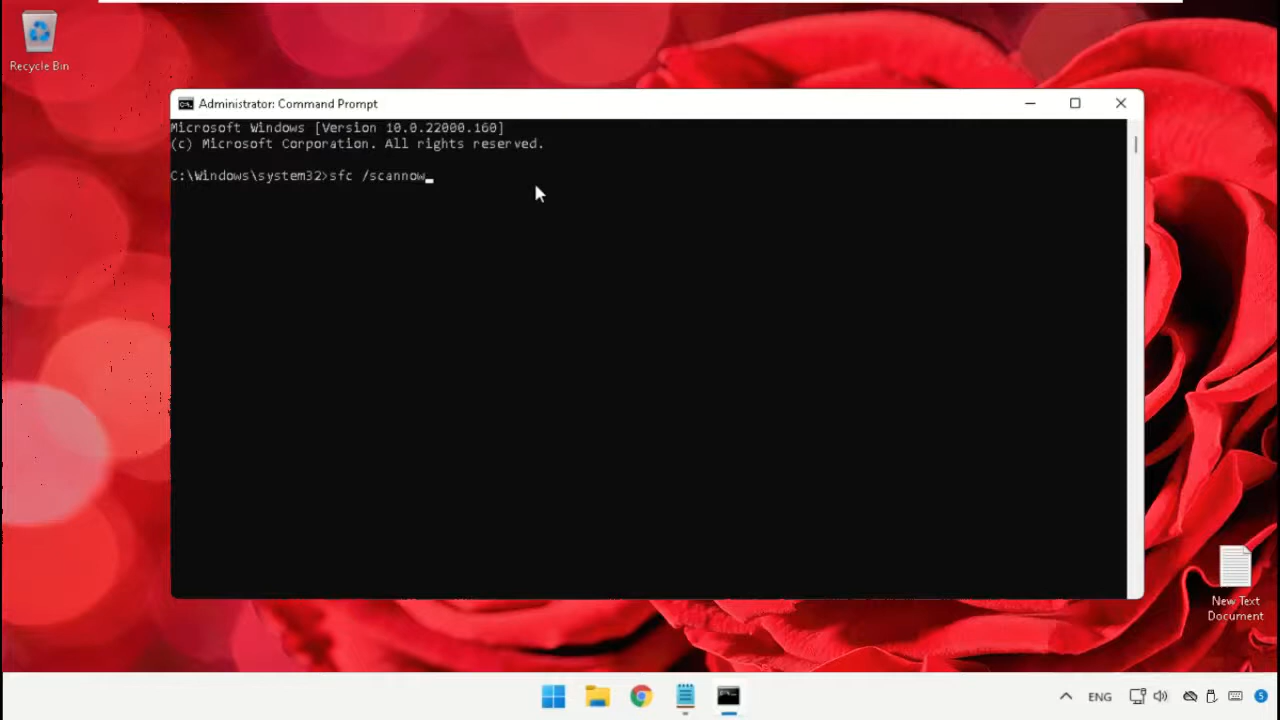 Recycle Bin
Administrator: Command Prompt
Microsoft Windows [Version 10.0.22000.160]
(c) Microsoft Corporation. All rights reserved.
C:\Windows\system32>sfc /scannow
New Text
Document
ENG
5